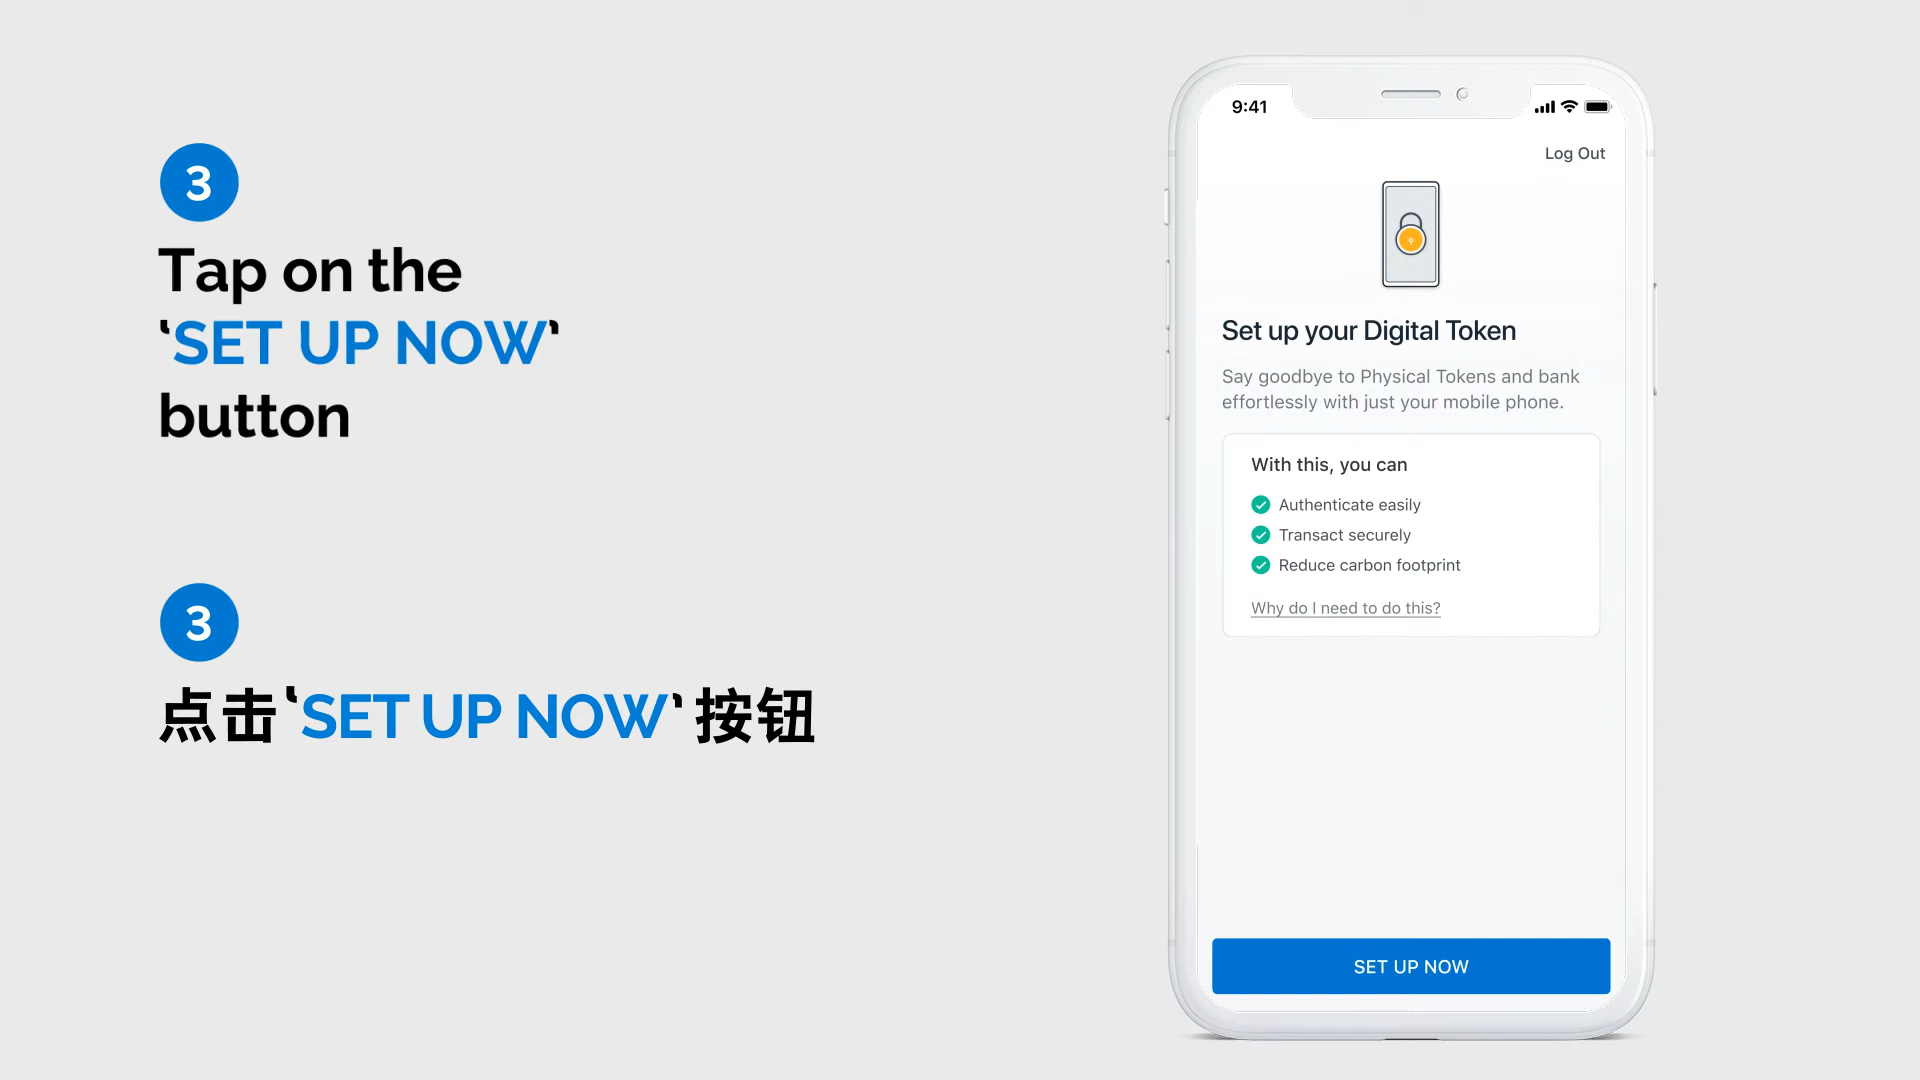 3
Tap on the
‘SET UP NOW’
button
3
点击‘SET UP NOW’按钮
9:41
Log Out
Set up your Digital Token
Say goodbye to Physical Tokens and bank
effortlessly with just your mobile phone.
With this, you can
Authenticate easily
Transact securely
Reduce carbon footprint
Why do I need to do this?
SET UP NOW